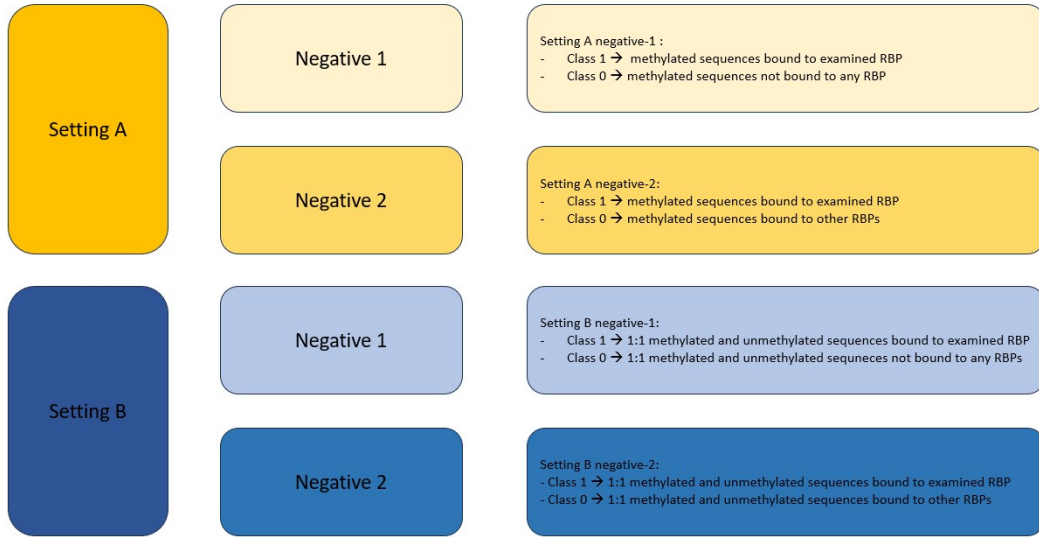 Setting A
Negative 1
Setting A negative-1 :
- Class 1 → methylated sequences bound to examined RBP
- Class 0 → methylated sequences not bound to any RBP
Negative 2
Setting A negative-2:
- Class 1 → methylated sequences bound to examined RBP
- Class 0 → methylated sequences bound to other RBPs
Setting B
Negative 1
Setting B negative-1:
- Class 1 → 1:1 methylated and unmethylated sequences bound to examined RBP
- Class 0 → 1:1 methylated and unmethylated sequneces not bound to any RBPs
Negative 2
Setting B negative-2:
- Class 1 → 1:1 methylated and unmethylated sequences bound to examined RBP
- Class 0 → 1:1 methylated and unmethylated sequences bound to other RBPs